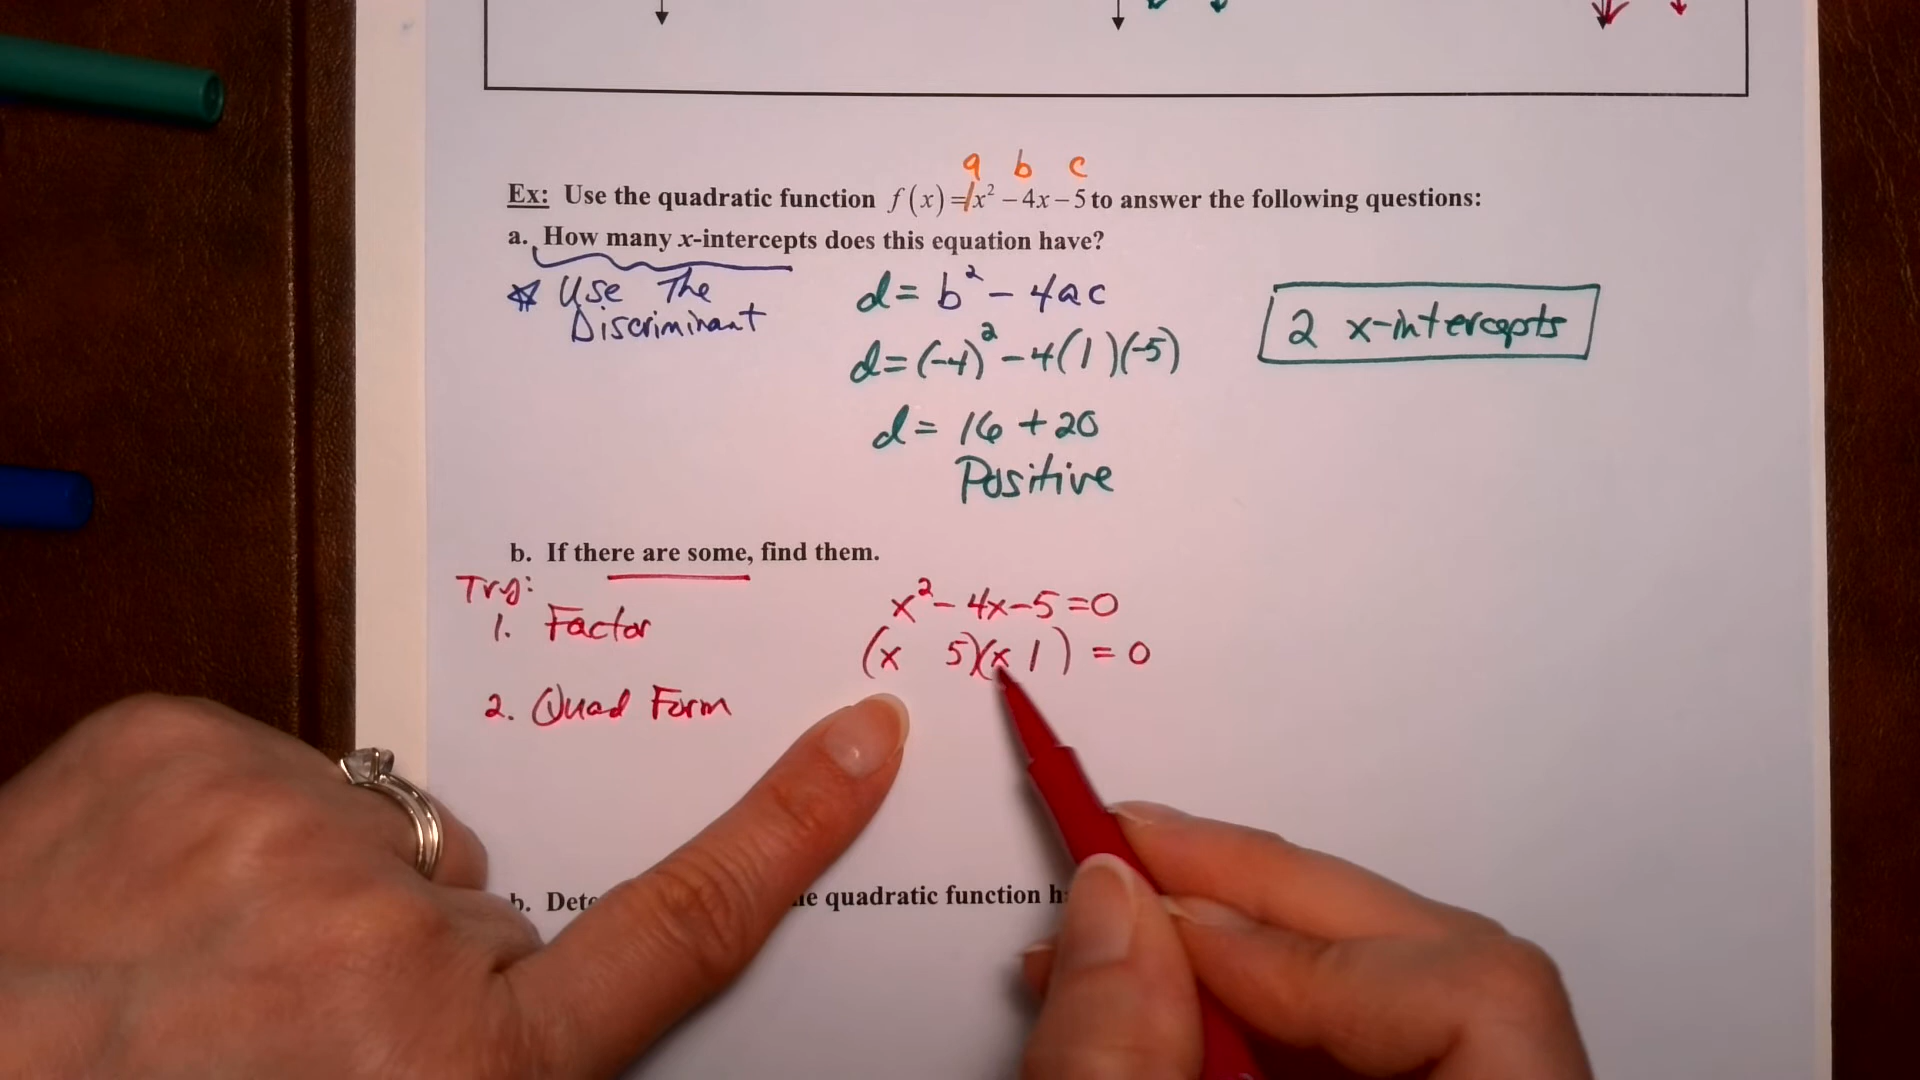 a b c
Ex: Use the quadratic function f(x)=1x² − 4x − 5 to answer the following questions:
a. How many x-intercepts does this equation have?
☆ Use The
Discriminant
d = b² − 4ac
d = (−4)² − 4(1)(−5)
d = 16 + 20
Positive
2 x-intercepts
b. If there are some, find them.
Try:
1. Factor
2. Quad Form
x² − 4x − 5 = 0
(x 5)(x 1) = 0
b. quadratic function